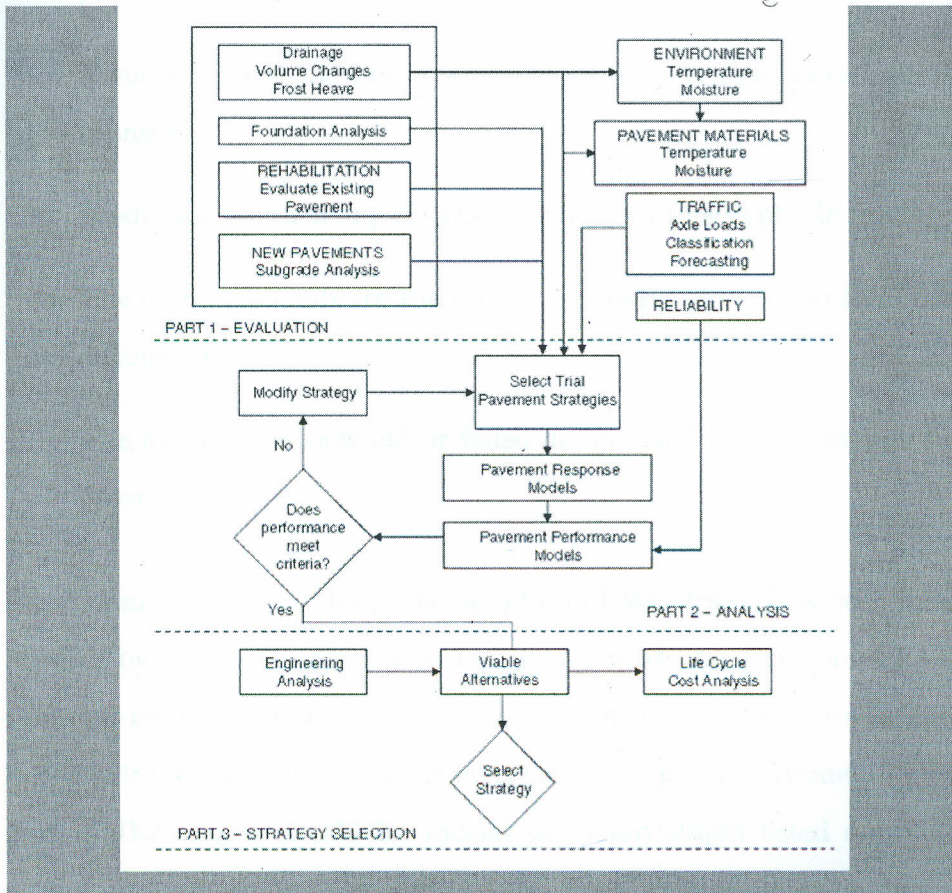 Drainage
Volume Changes
Frost Heave
ENVIRONMENT
Temperature
Moisture
Foundation Analysis
PAVEMENT MATERIALS
Temperature
Moisture
REHABILITATION
Evaluate Existing
Pavement
TRAFFIC
Axle Loads
Classification
Forecasting
NEW PAVEMENTS
Subgrade Analysis
RELIABILITY
PART 1 – EVALUATION
Modify Strategy
Select Trial
Pavement Strategies
No
Pavement Response
Models
Does
performance
meet
criteria?
Pavement Performance
Models
Yes
PART 2 – ANALYSIS
Engineering
Analysis
Viable
Alternatives
Life Cycle
Cost Analysis
Select
Strategy
PART 3 – STRATEGY SELECTION